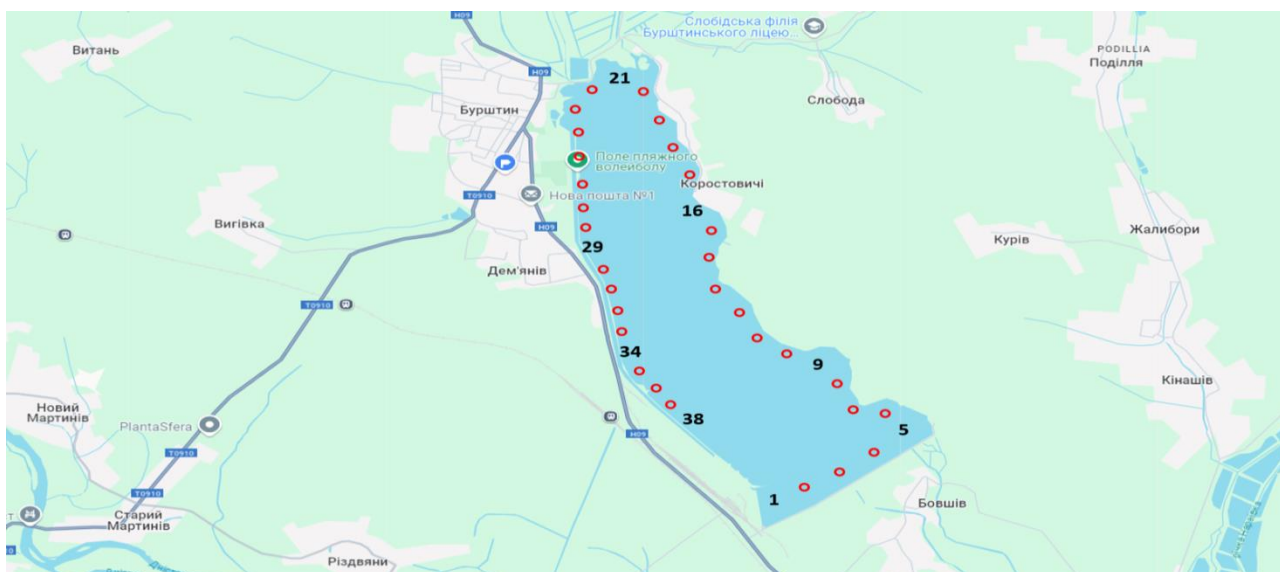 H09
Слобідська філія
Бурштинського ліцею...
Витань
PODILLIA
Поділля
H09
21
Слобода
Бурштин
Поле пляжного
волейболу
Коростовичі
T0910
Нова пошта №1
16
Вигівка
H09
Жалибори
Курів
29
Дем'янів
T0910
34
9
Кінашів
Новий
Мартинів
PlantaSfera
38
5
H09
T0910
T0910
1
Бовшів
Старий
Мартинів
Різдвяни